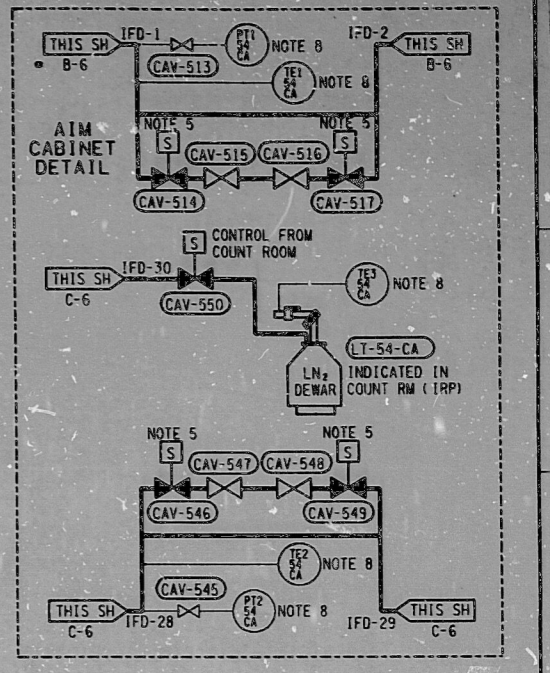 THIS SH
B-6
IFD-1
CAV-513
PT1
54
CA
NOTE 8
IFD-2
THIS SH
B-6
TE1
54
CA
NOTE 8
AIM
CABINET
DETAIL
NOTE 5
S
CAV-514
CAV-515
CAV-516
NOTE 5
S
CAV-517
S
CONTROL FROM
COUNT ROOM
THIS SH
C-6
IFD-30
CAV-550
TE3
54
CA
NOTE 8
LT-54-CA
INDICATED IN
COUNT RM (IRP)
LN₂
DEWAR
NOTE 5
S
CAV-546
CAV-547
CAV-548
NOTE 5
S
CAV-549
TE2
54
CA
NOTE 8
CAV-545
THIS SH
C-6
IFD-28
PT2
54
CA
NOTE 8
IFD-29
THIS SH
C-6